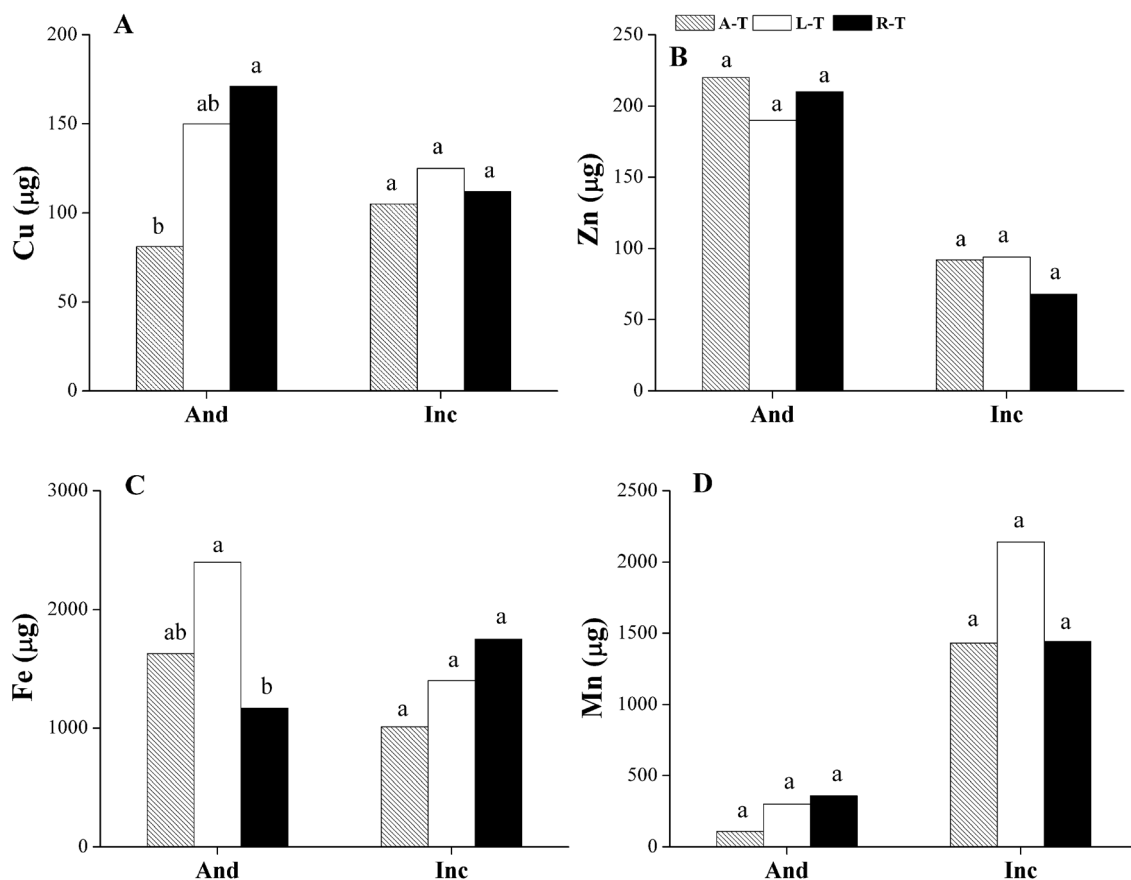 A
Cu (μg)
200
150
100
50
0
b
ab
a
a
a
a
And
Inc
A-T L-T R-T
B
Zn (μg)
250
200
150
100
50
0
a
a
a
a
a
a
And
Inc
C
Fe (μg)
3000
2000
1000
0
ab
a
b
a
a
a
And
Inc
D
Mn (μg)
2500
2000
1500
1000
500
0
a
a
a
a
a
a
And
Inc